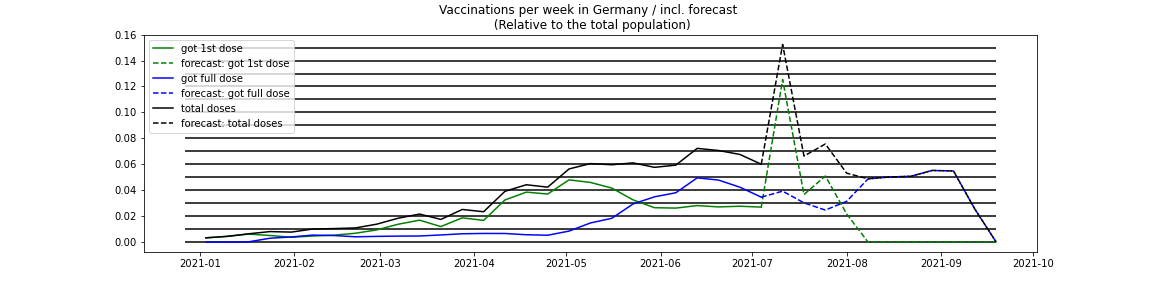 Vaccinations per week in Germany / incl. forecast
(Relative to the total population)
0.16
0.14
0.12
0.10
0.08
0.06
0.04
0.02
0.00
got 1st dose
forecast: got 1st dose
got full dose
forecast: got full dose
total doses
forecast: total doses
2021-01
2021-02
2021-03
2021-04
2021-05
2021-06
2021-07
2021-08
2021-09
2021-10